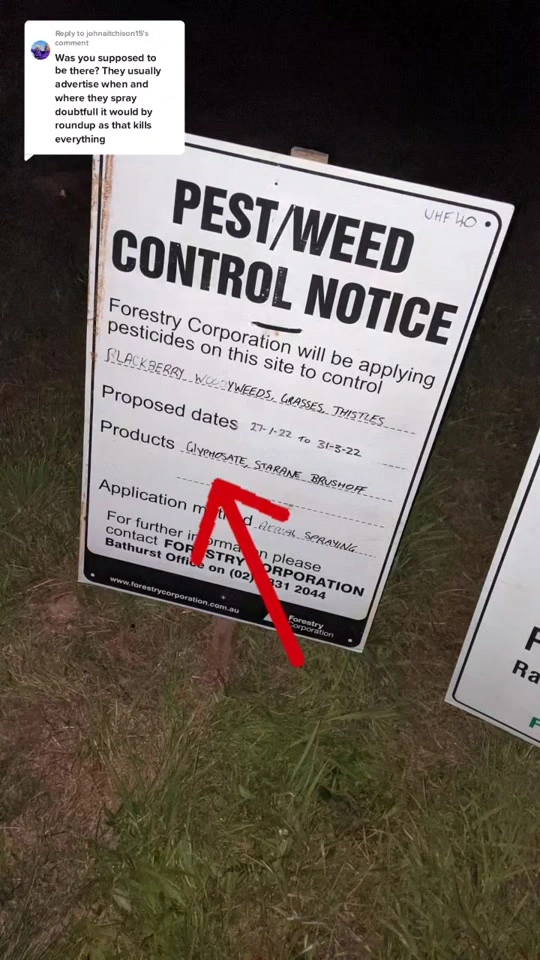 Reply to johnaitchison15's
comment
Was you supposed to
be there? They usually
advertise when and
where they spray
doubtfull it would by
roundup as that kills
everything
UHF 40
PEST/WEED
CONTROL NOTICE
Forestry Corporation will be applying
pesticides on this site to control
BLACKBERRY WOODYWEEDS, GRASSES, THISTLES
Proposed dates 27-1-22 to 31-3-22
Products GLYPHOSATE, STARANE BRUSHOFF
Application AERIAL SPRAYING
For further please
contact FORESTRY CORPORATION
Bathurst Office on (02) 331 2044
www.forestrycorporation.com.au
Forestry
Corporation
Ra